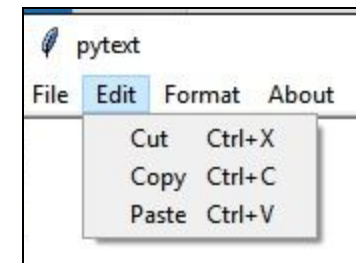 pytext
File Edit Format About
Cut Ctrl+X
Copy Ctrl+C
Paste Ctrl+V